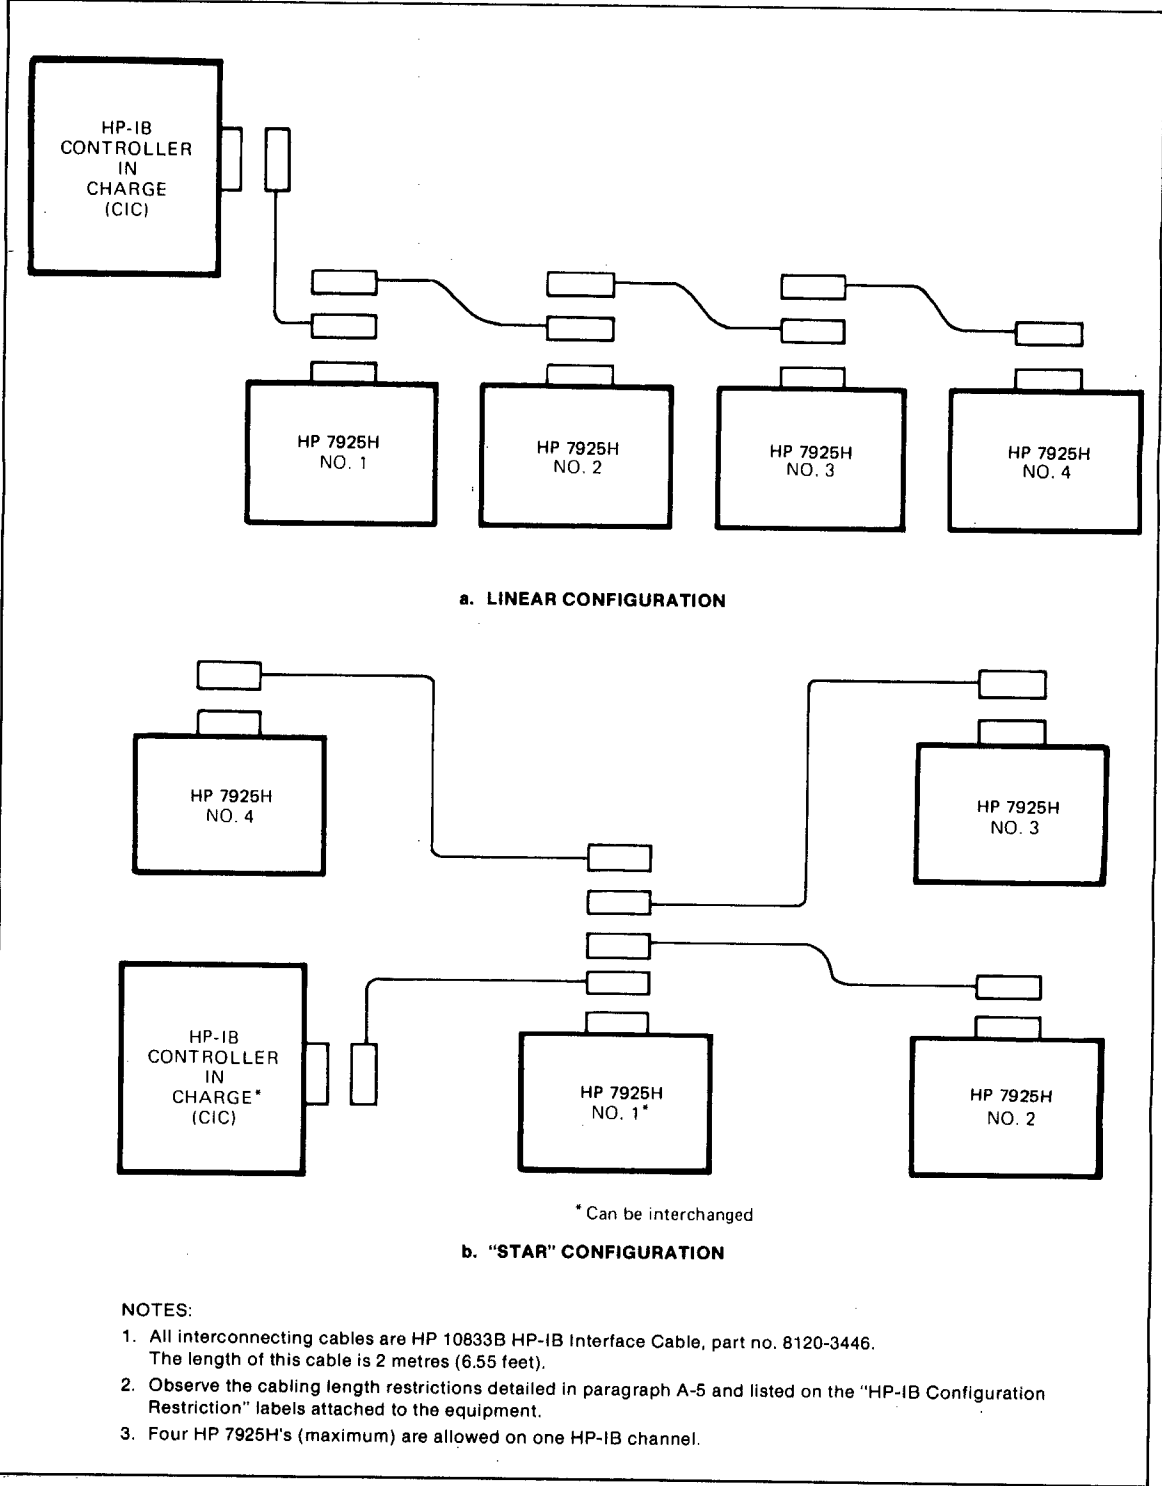 HP-IB
CONTROLLER
IN
CHARGE
(CIC)
HP 7925H
NO. 1
HP 7925H
NO. 2
HP 7925H
NO. 3
HP 7925H
NO. 4
a. LINEAR CONFIGURATION
HP 7925H
NO. 4
HP 7925H
NO. 3
HP-IB
CONTROLLER
IN
CHARGE*
(CIC)
HP 7925H
NO. 1*
HP 7925H
NO. 2
* Can be interchanged
b. "STAR" CONFIGURATION
NOTES:
1. All interconnecting cables are HP 10833B HP-IB Interface Cable, part no. 8120-3446.
The length of this cable is 2 metres (6.55 feet).
2. Observe the cabling length restrictions detailed in paragraph A-5 and listed on the "HP-IB Configuration
Restriction" labels attached to the equipment.
3. Four HP 7925H's (maximum) are allowed on one HP-IB channel.